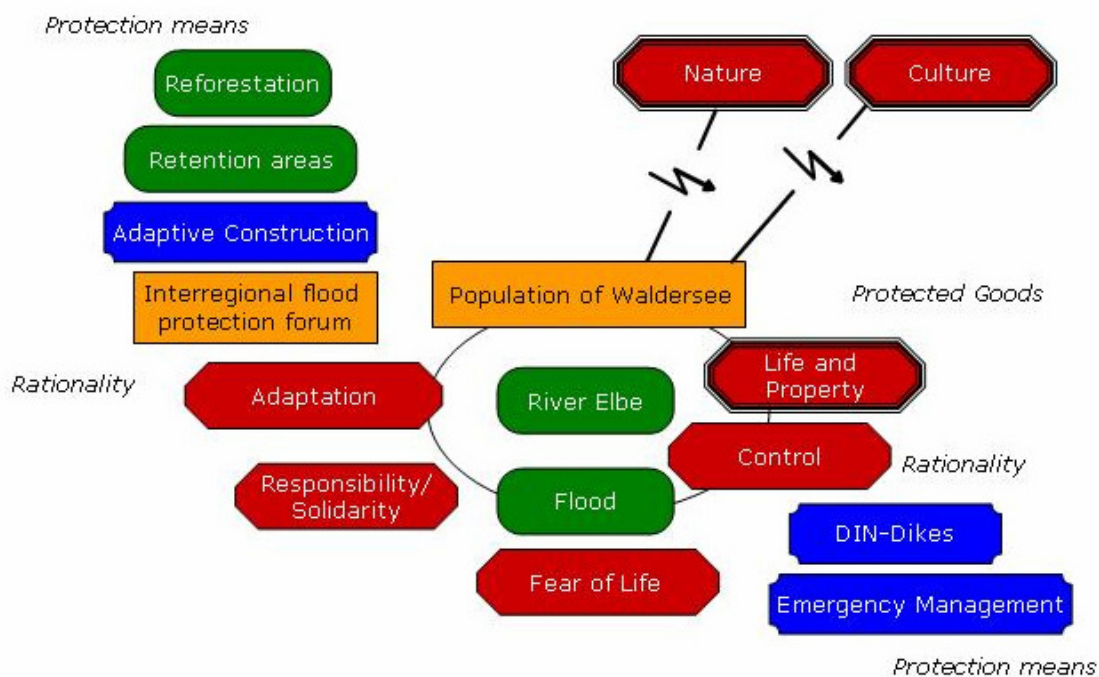 Protection means
Reforestation
Nature
Culture
Retention areas
Adaptive Construction
Interregional flood
protection forum
Population of Waldersee
Protected Goods
Rationality
Adaptation
River Elbe
Life and
Property
Control
Rationality
Responsibility/
Solidarity
Flood
DIN-Dikes
Fear of Life
Emergency Management
Protection means